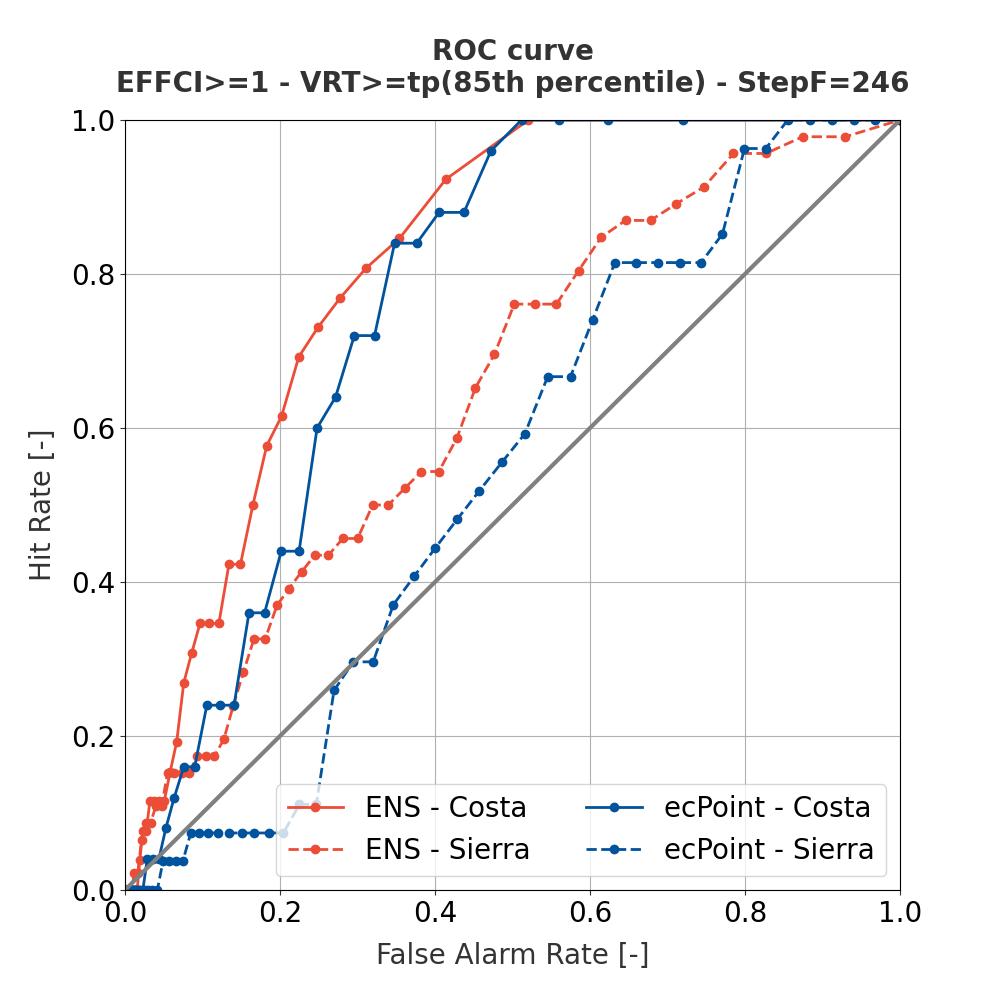 ROC curve
EFFCI>=1 - VRT>=tp(85th percentile) - StepF=246
1.0
0.8
0.6
0.4
0.2
0.0
Hit Rate [-]
ENS - Costa
ENS - Sierra
ecPoint - Costa
ecPoint - Sierra
0.0 0.2 0.4 0.6 0.8 1.0
False Alarm Rate [-]